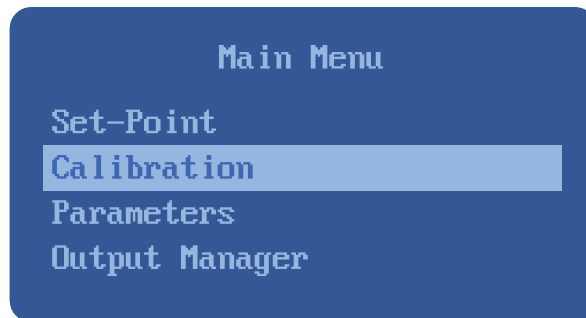 Main Menu
Set-Point
Calibration
Parameters
Output Manager